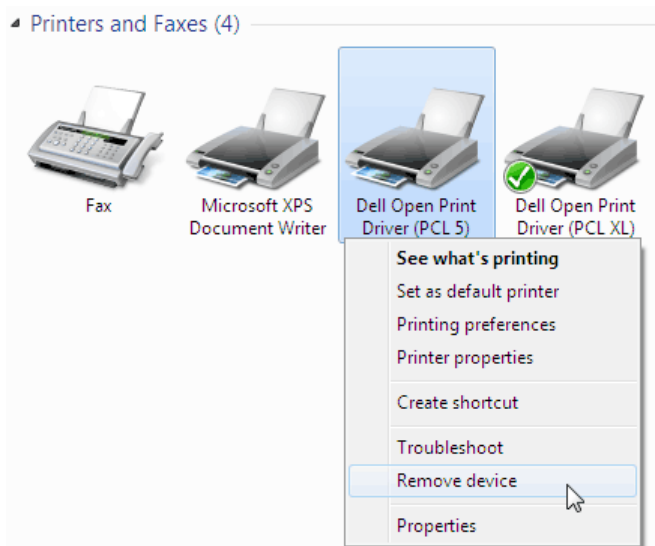 Printers and Faxes (4)
Fax
Microsoft XPS
Document Writer
Dell Open Print
Driver (PCL 5)
Dell Open Print
Driver (PCL XL)
See what's printing
Set as default printer
Printing preferences
Printer properties
Create shortcut
Troubleshoot
Remove device
Properties